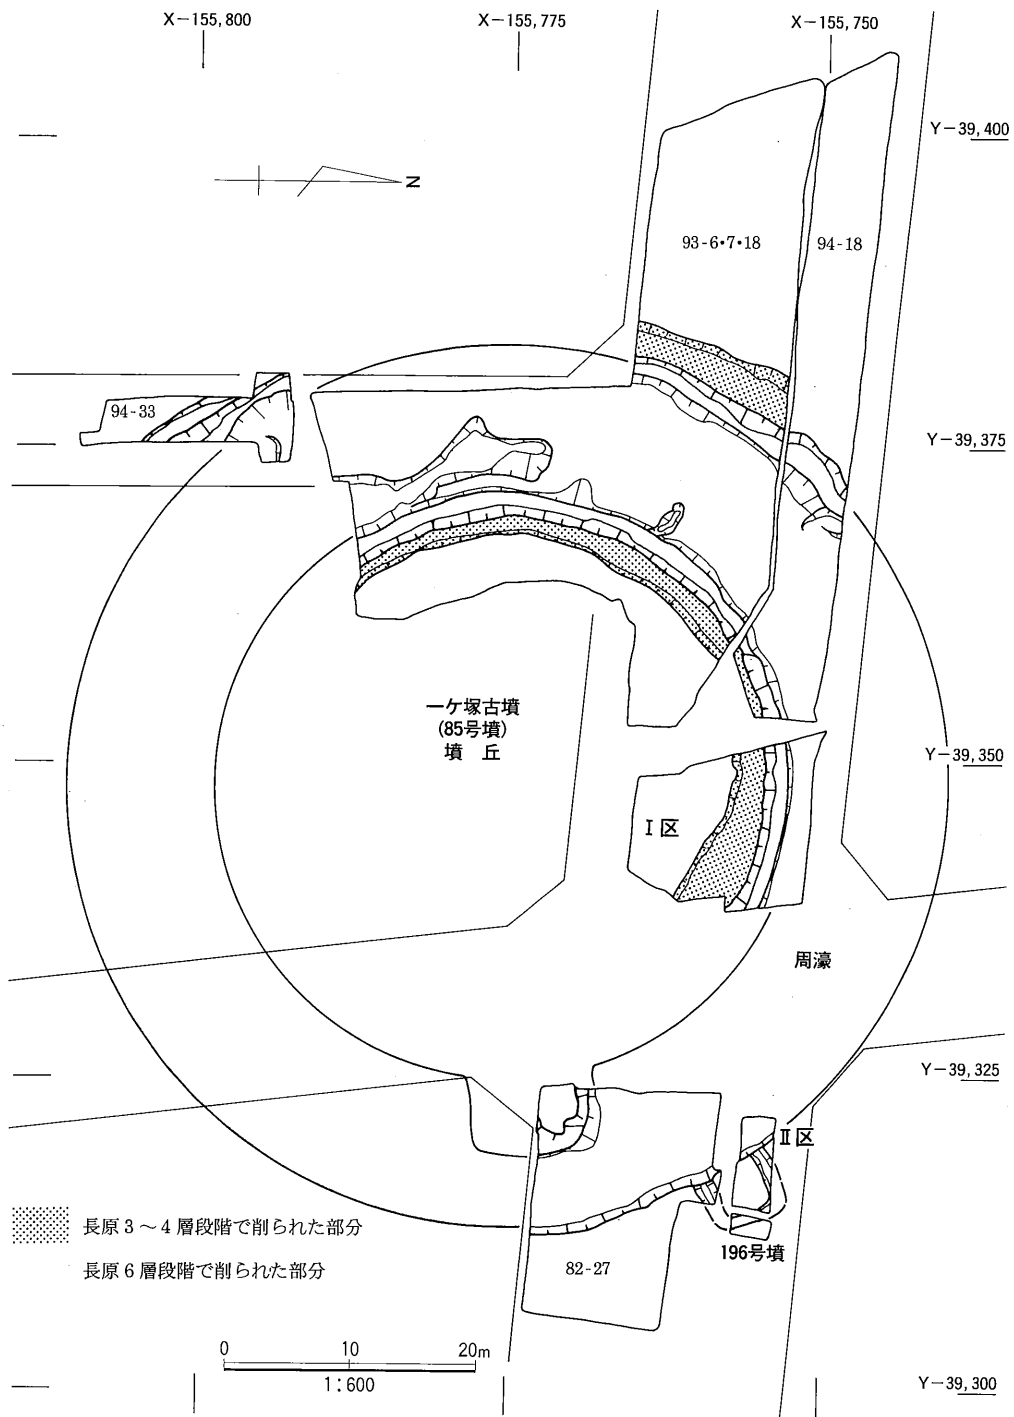 X-155,800
X-155,775
X-155,750
Y-39,400
N
93-6・7・18
94-18
94-33
Y-39,375
一ケ塚古墳
(85号墳)
墳 丘
Y-39,350
I区
周濠
Y-39,325
II区
196号墳
長原3～4層段階で削られた部分
長原6層段階で削られた部分
82-27
0 10 20m
1:600
Y-39,300